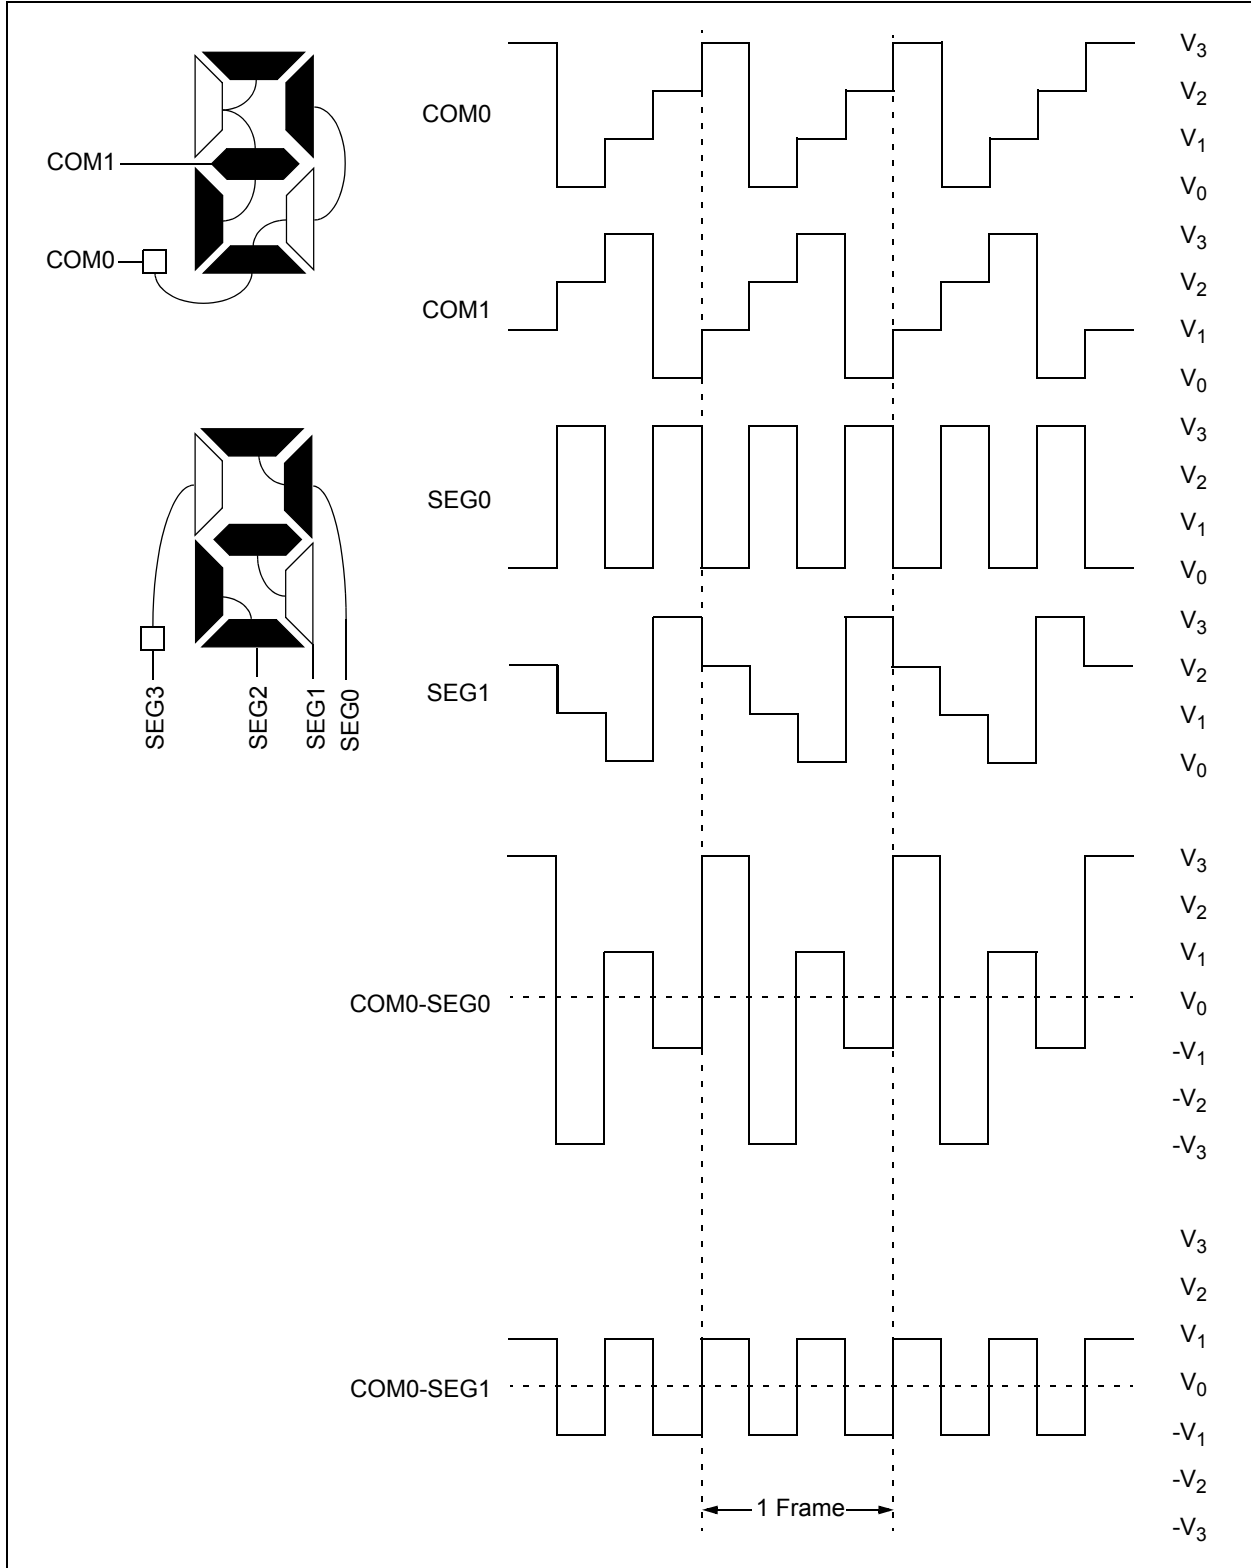 COM1
COM0
SEG3
SEG2
SEG1
SEG0
COM0
V3
V2
V1
V0
COM1
V3
V2
V1
V0
SEG0
V3
V2
V1
V0
SEG1
V3
V2
V1
V0
COM0-SEG0
V3
V2
V1
V0
-V1
-V2
-V3
COM0-SEG1
V3
V2
V1
V0
-V1
-V2
-V3
1 Frame